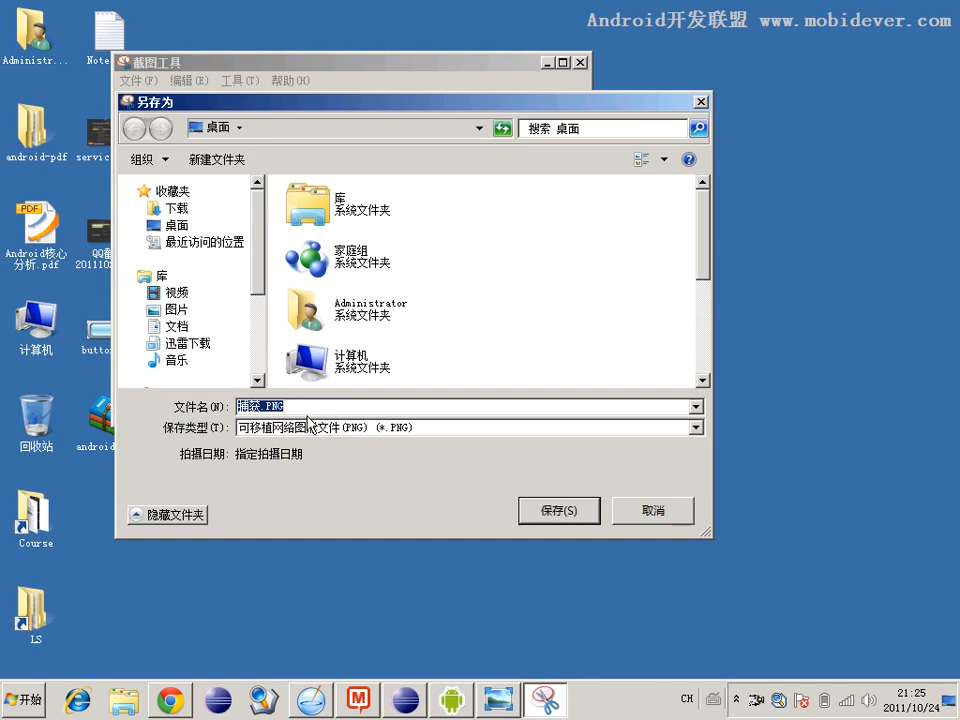 Android开发联盟 www.mobidever.com
Administr...
Note
android-pdf
servic
PDF
Android核心
分析.pdf
QQ截
201110
计算机
butto
回收站
android
Course
LS
截图工具
文件(F) 编辑(E) 工具(T) 帮助(H)
另存为
桌面
搜索 桌面
组织
新建文件夹
收藏夹
下载
桌面
最近访问的位置
库
视频
图片
文档
迅雷下载
音乐
库
系统文件夹
家庭组
系统文件夹
Administrator
系统文件夹
计算机
系统文件夹
文件名(N): 捕获.PNG
保存类型(T): 可移植网络图形文件(PNG) (*.PNG)
拍摄日期: 指定拍摄日期
隐藏文件夹
保存(S)
取消
开始
CH
21:25
2011/10/24